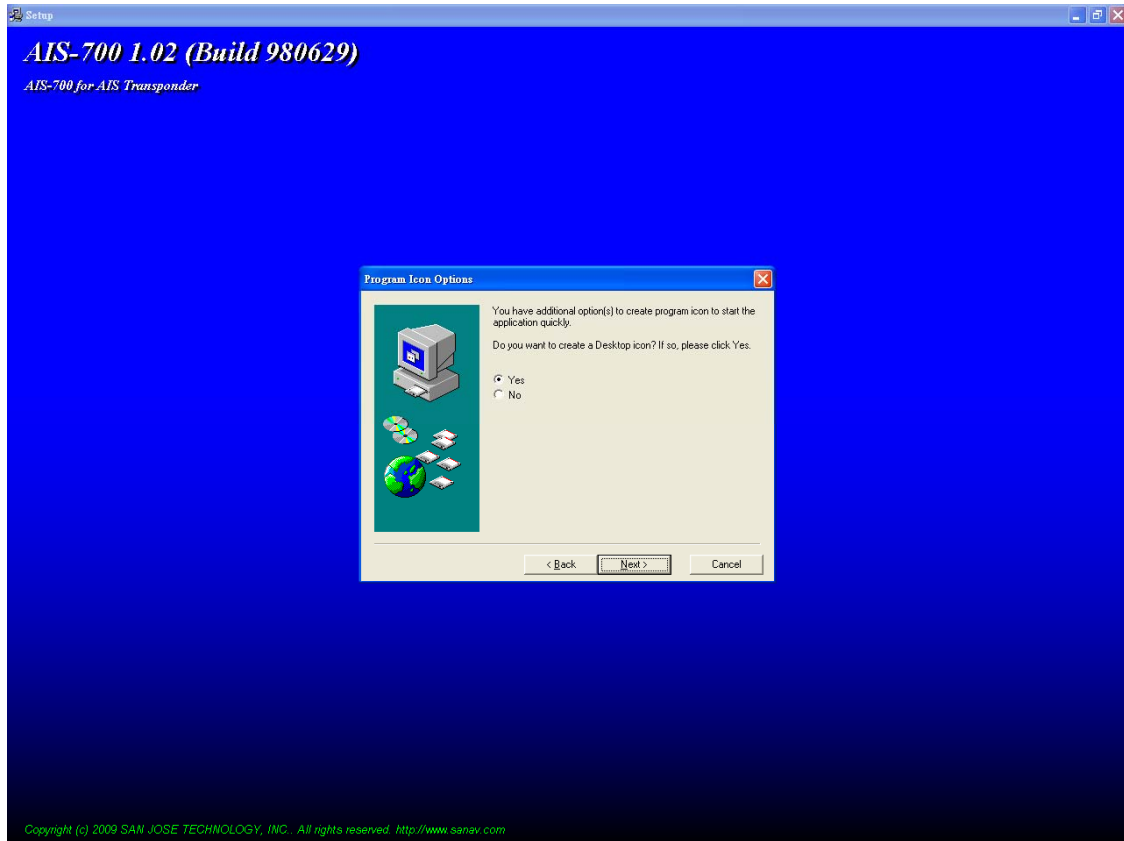 Setup
AIS-700 1.02 (Build 980629)
AIS-700 for AIS Transponder
Program Icon Options
You have additional option(s) to create program icon to start the
application quickly.
Do you want to create a Desktop icon? If so, please click Yes.
Yes
No
< Back
Next >
Cancel
Copyright (c) 2009 SAN JOSE TECHNOLOGY, INC.. All rights reserved. http://www.sanav.com